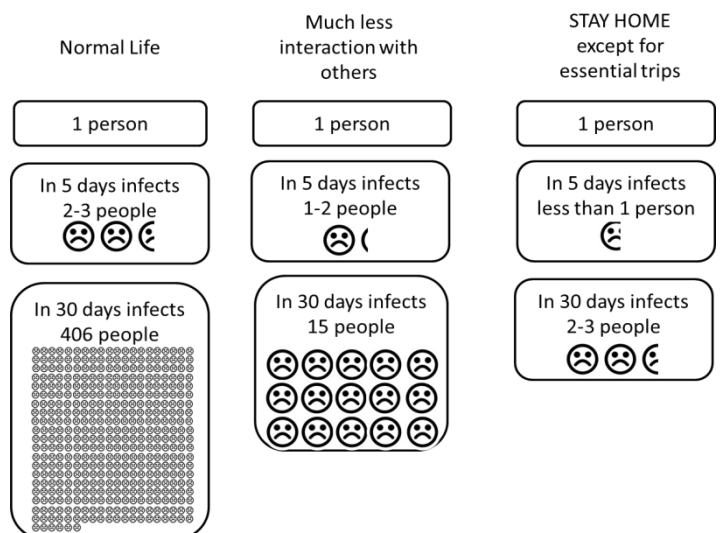 Normal Life
1 person
In 5 days infects
2-3 people
In 30 days infects
406 people
Much less
interaction with
others
1 person
In 5 days infects
1-2 people
In 30 days infects
15 people
STAY HOME
except for
essential trips
1 person
In 5 days infects
less than 1 person
In 30 days infects
2-3 people